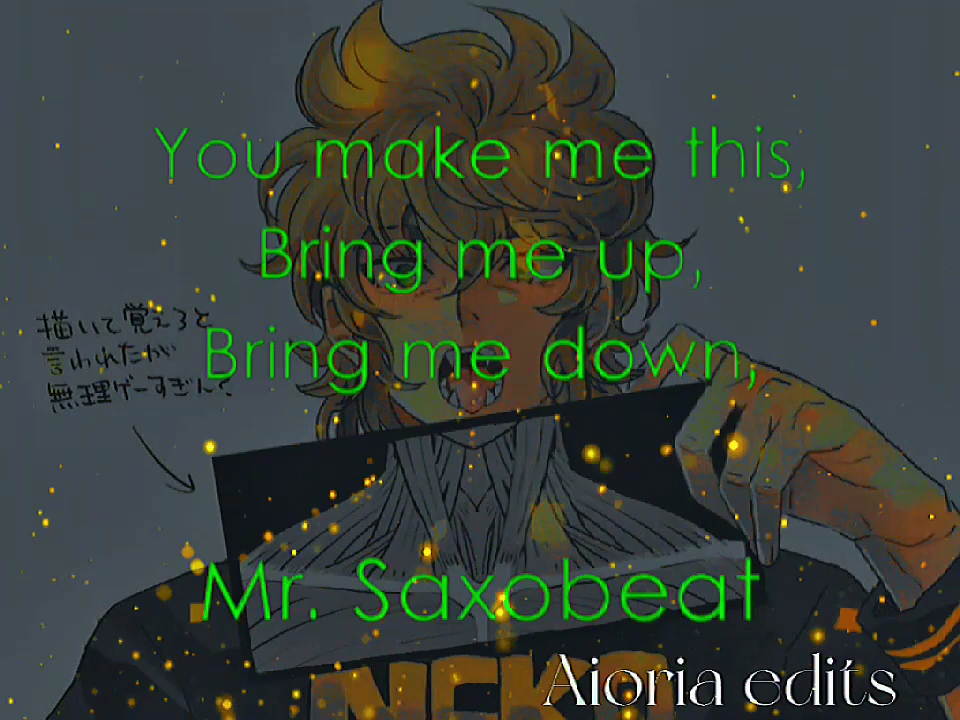 You make me this,
Bring me up,
Bring me down,
描いて覚えろと
言われたが
無理ゲーすぎん?
Mr. Saxobeat
NEKO
Aioria edits